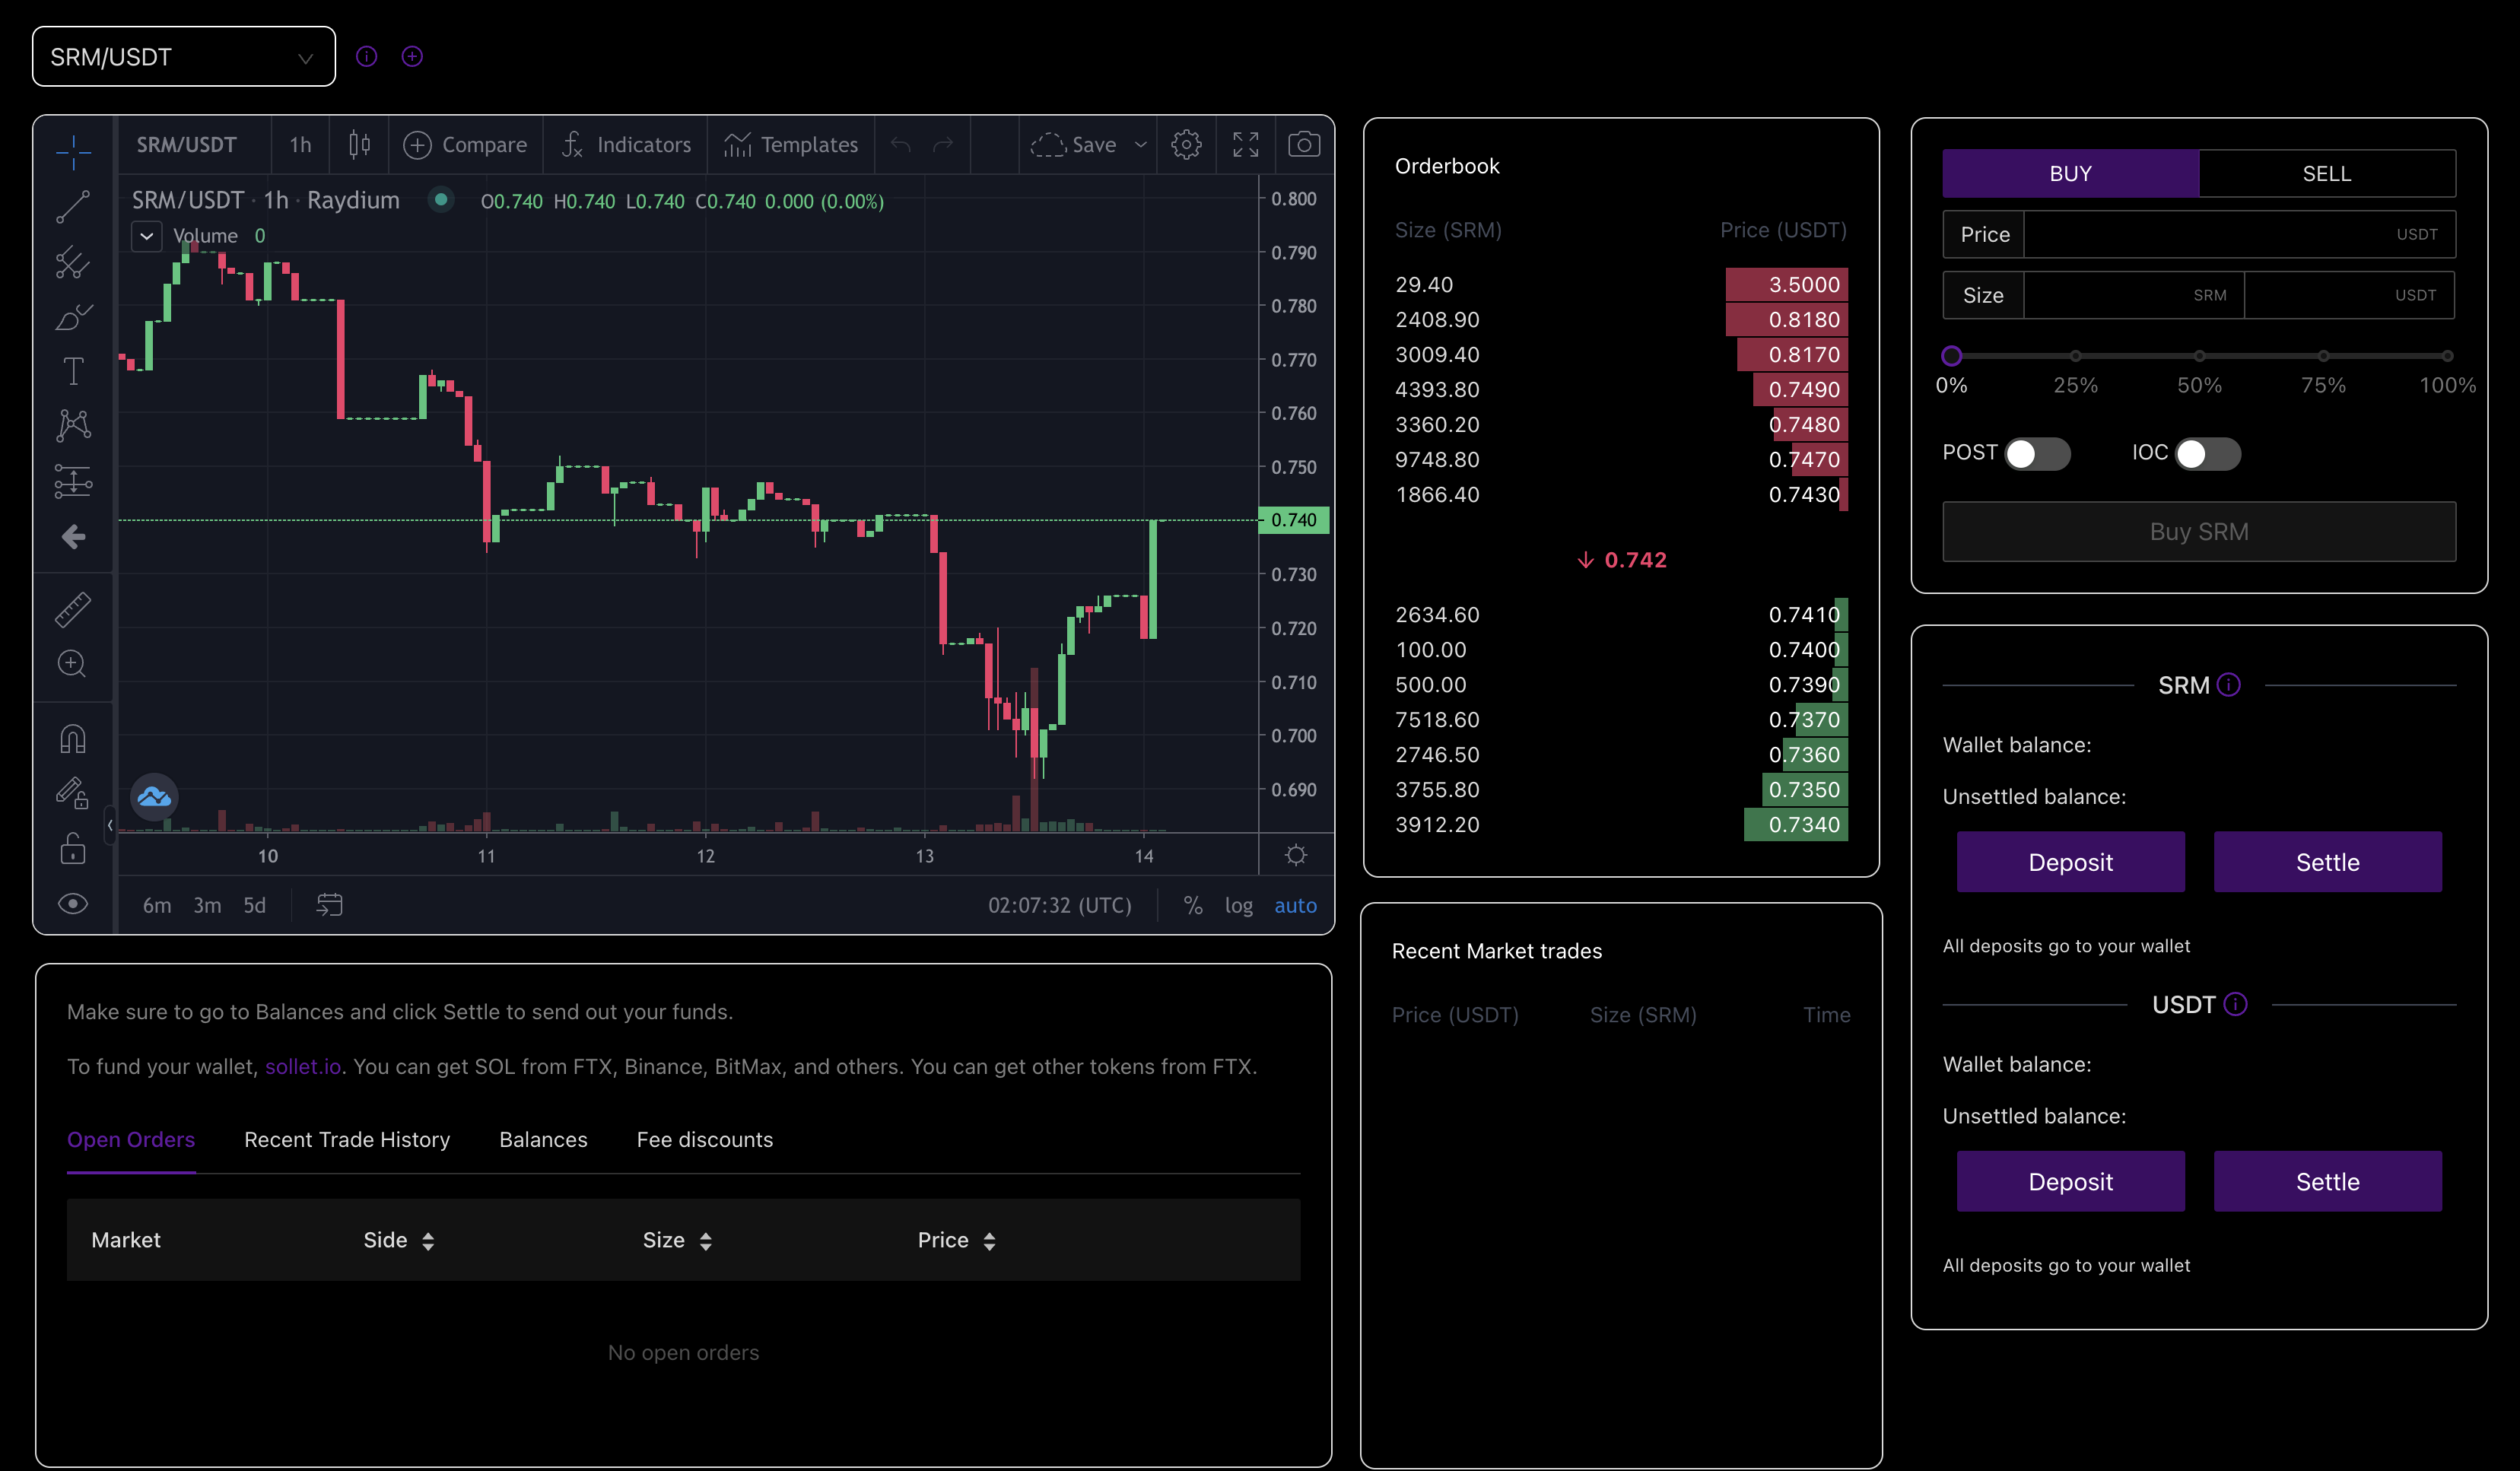 SRM/USDT
SRM/USDT 1h Compare Indicators Templates Save
SRM/USDT · 1h · Raydium O0.740 H0.740 L0.740 C0.740 0.000 (0.00%)
Volume 0
0.800
0.790
0.780
0.770
0.760
0.750
0.740
0.730
0.720
0.710
0.700
0.690
10 11 12 13 14
6m 3m 5d 02:07:32 (UTC) % log auto
Make sure to go to Balances and click Settle to send out your funds.
To fund your wallet, sollet.io. You can get SOL from FTX, Binance, BitMax, and others. You can get other tokens from FTX.
Open Orders Recent Trade History Balances Fee discounts
Market Side Size Price
No open orders
Orderbook
Size (SRM) Price (USDT)
29.40 3.5000
2408.90 0.8180
3009.40 0.8170
4393.80 0.7490
3360.20 0.7480
9748.80 0.7470
1866.40 0.7430
↓ 0.742
2634.60 0.7410
100.00 0.7400
500.00 0.7390
7518.60 0.7370
2746.50 0.7360
3755.80 0.7350
3912.20 0.7340
Recent Market trades
Price (USDT) Size (SRM) Time
BUY SELL
Price USDT
Size SRM USDT
0% 25% 50% 75% 100%
POST IOC
Buy SRM
SRM
Wallet balance:
Unsettled balance:
Deposit Settle
All deposits go to your wallet
USDT
Wallet balance:
Unsettled balance:
Deposit Settle
All deposits go to your wallet